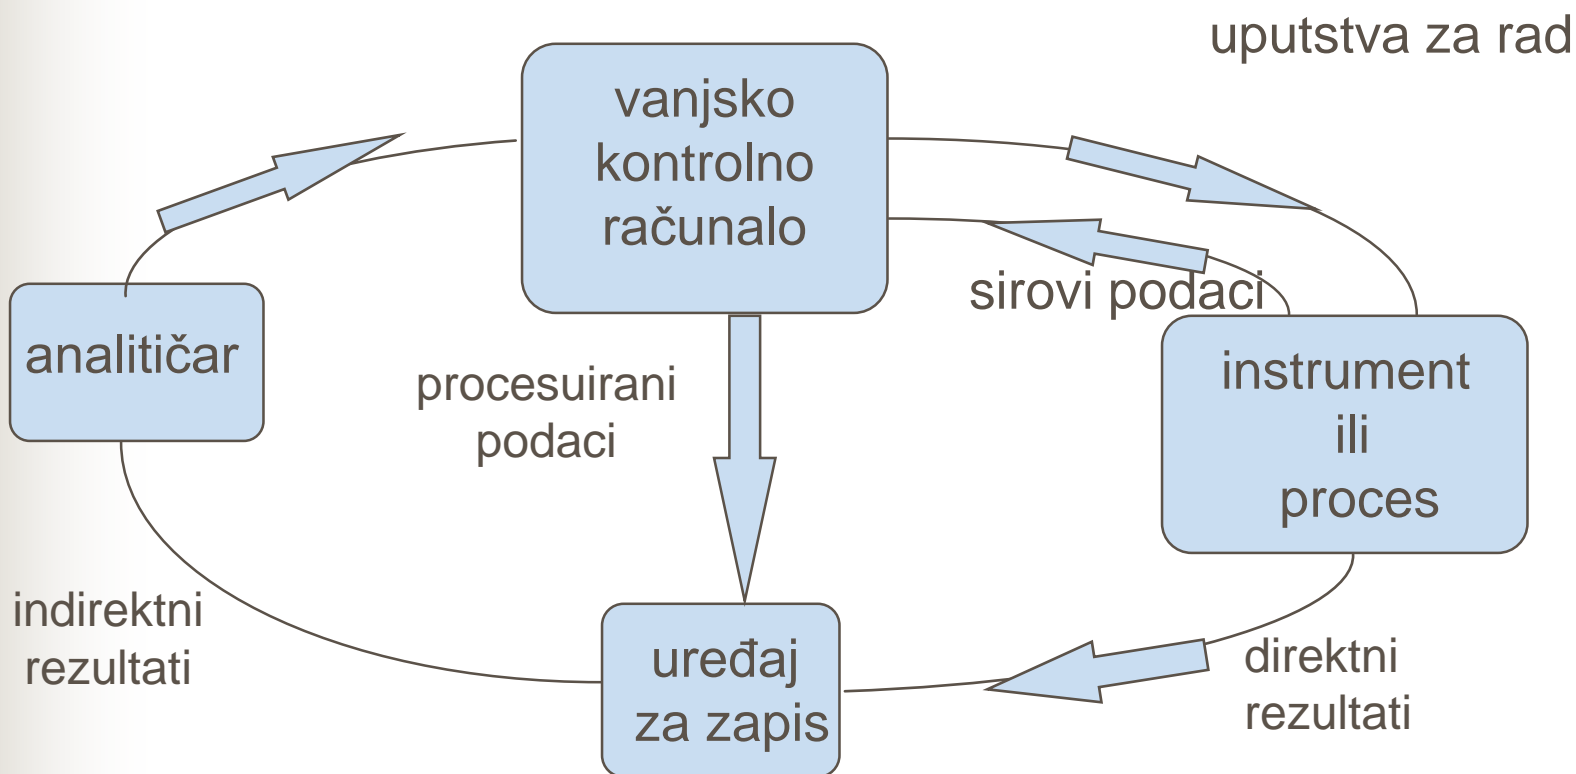 uputstva za rad
vanjsko
kontrolno
računalo
sirovi podaci
analitičar
procesuirani
podaci
instrument
ili
proces
indirektni
rezultati
uređaj
za zapis
direktni
rezultati